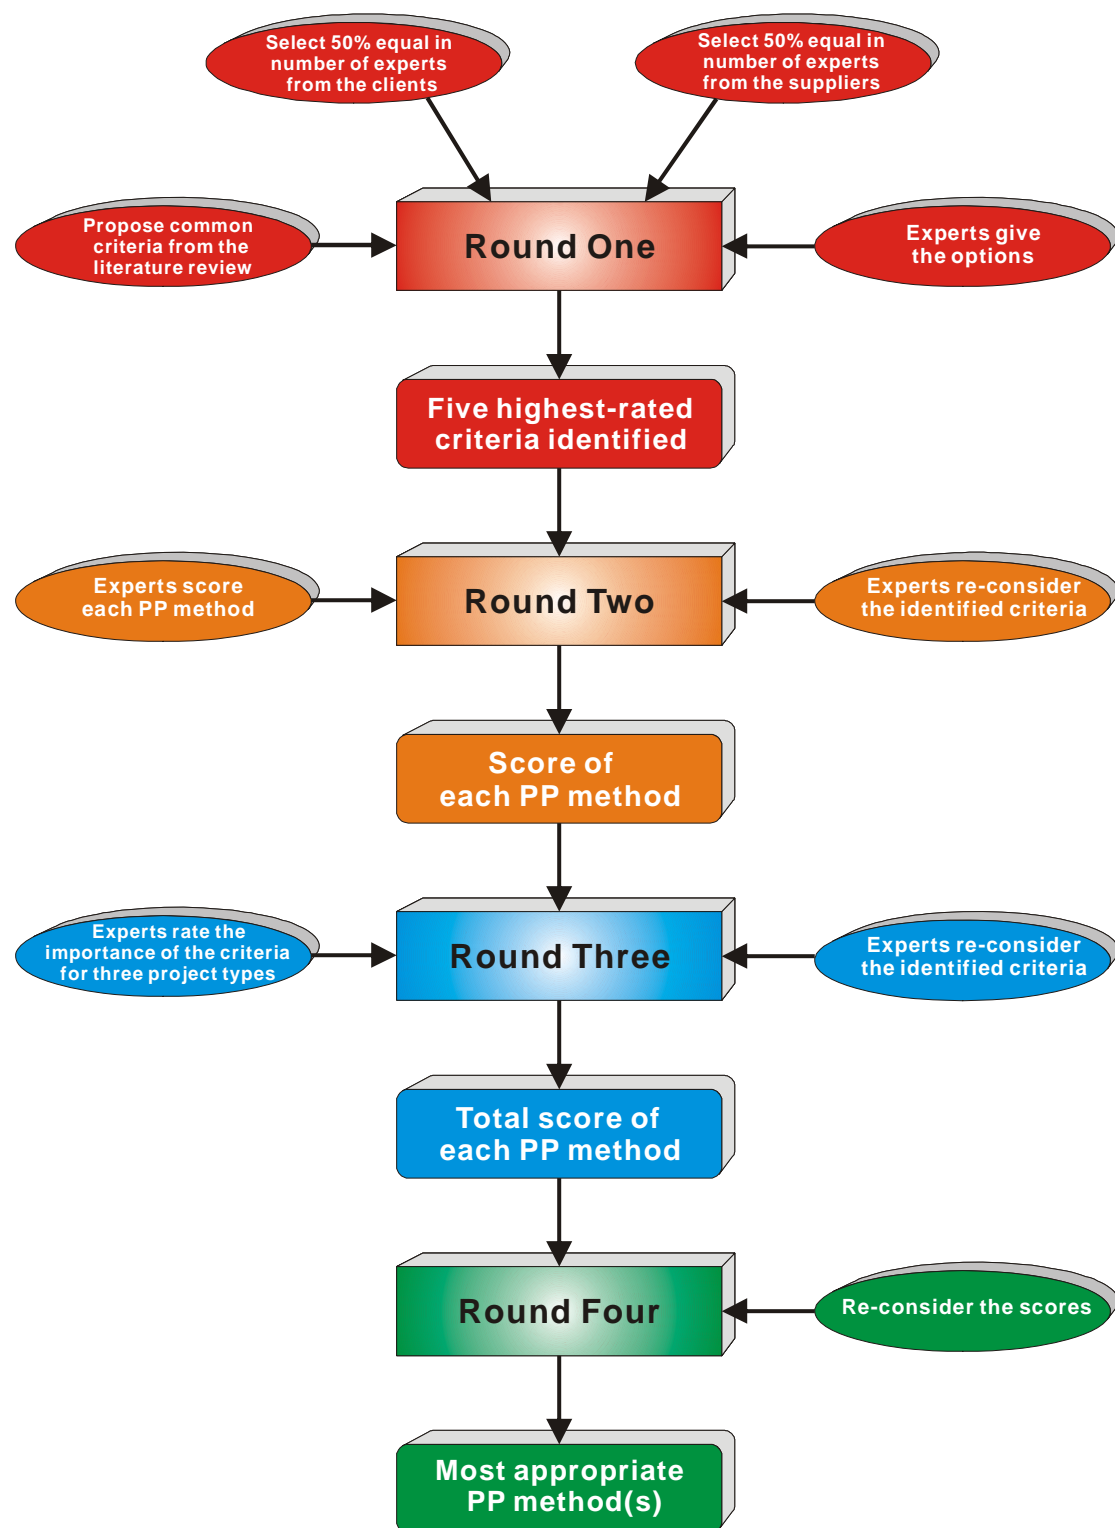 Select 50% equal in
number of experts
from the clients
Select 50% equal in
number of experts
from the suppliers
Propose common
criteria from the
literature review
Round One
Experts give
the options
Five highest-rated
criteria identified
Experts score
each PP method
Round Two
Experts re-consider
the identified criteria
Score of
each PP method
Experts rate the
importance of the criteria
for three project types
Round Three
Experts re-consider
the identified criteria
Total score of
each PP method
Round Four
Re-consider the scores
Most appropriate
PP method(s)